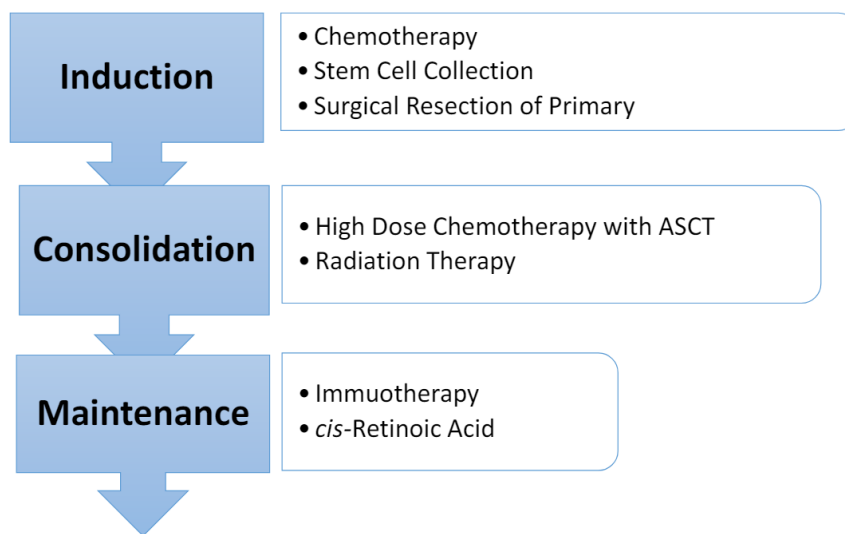 Induction
• Chemotherapy
• Stem Cell Collection
• Surgical Resection of Primary
Consolidation
• High Dose Chemotherapy with ASCT
• Radiation Therapy
Maintenance
• Immuotherapy
• cis-Retinoic Acid